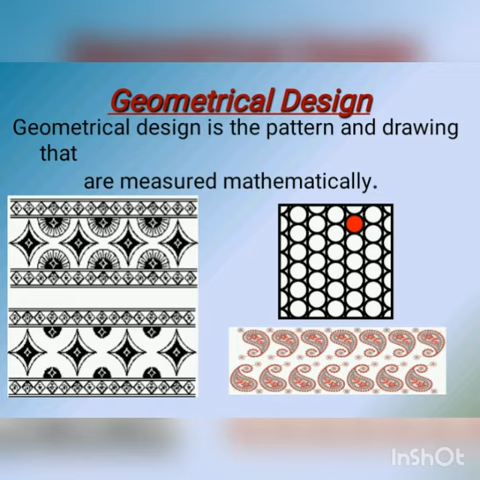 Geometrical Design
Geometrical design is the pattern and drawing
that
are measured mathematically.
InShOt